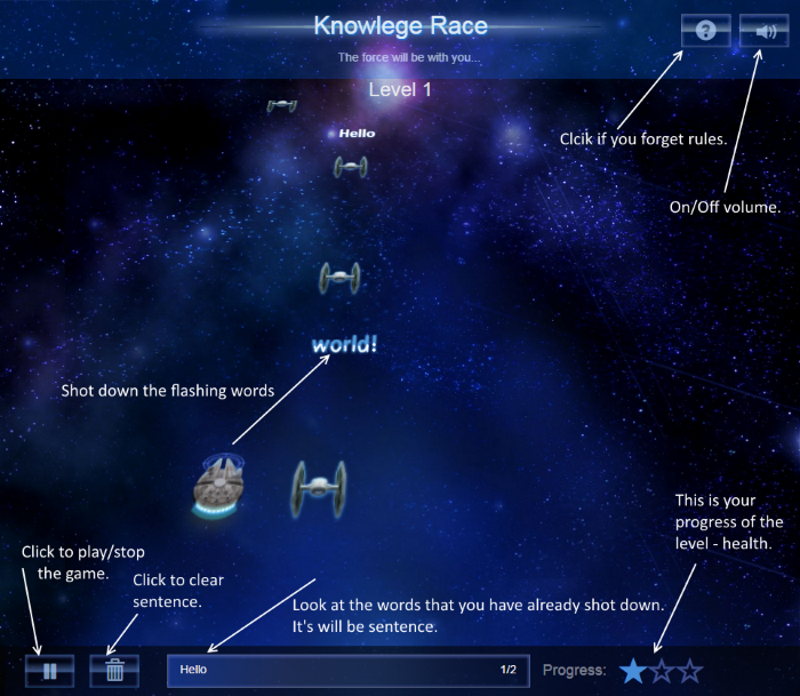 Knowlege Race
The force will be with you...
Level 1
Hello
Clcik if you forget rules.
On/Off volume.
world!
Shot down the flashing words
This is your
progress of the
level - health.
Click to play/stop
the game.
Click to clear
sentence.
Look at the words that you have already shot down.
It's will be sentence.
Hello 1/2
Progress: